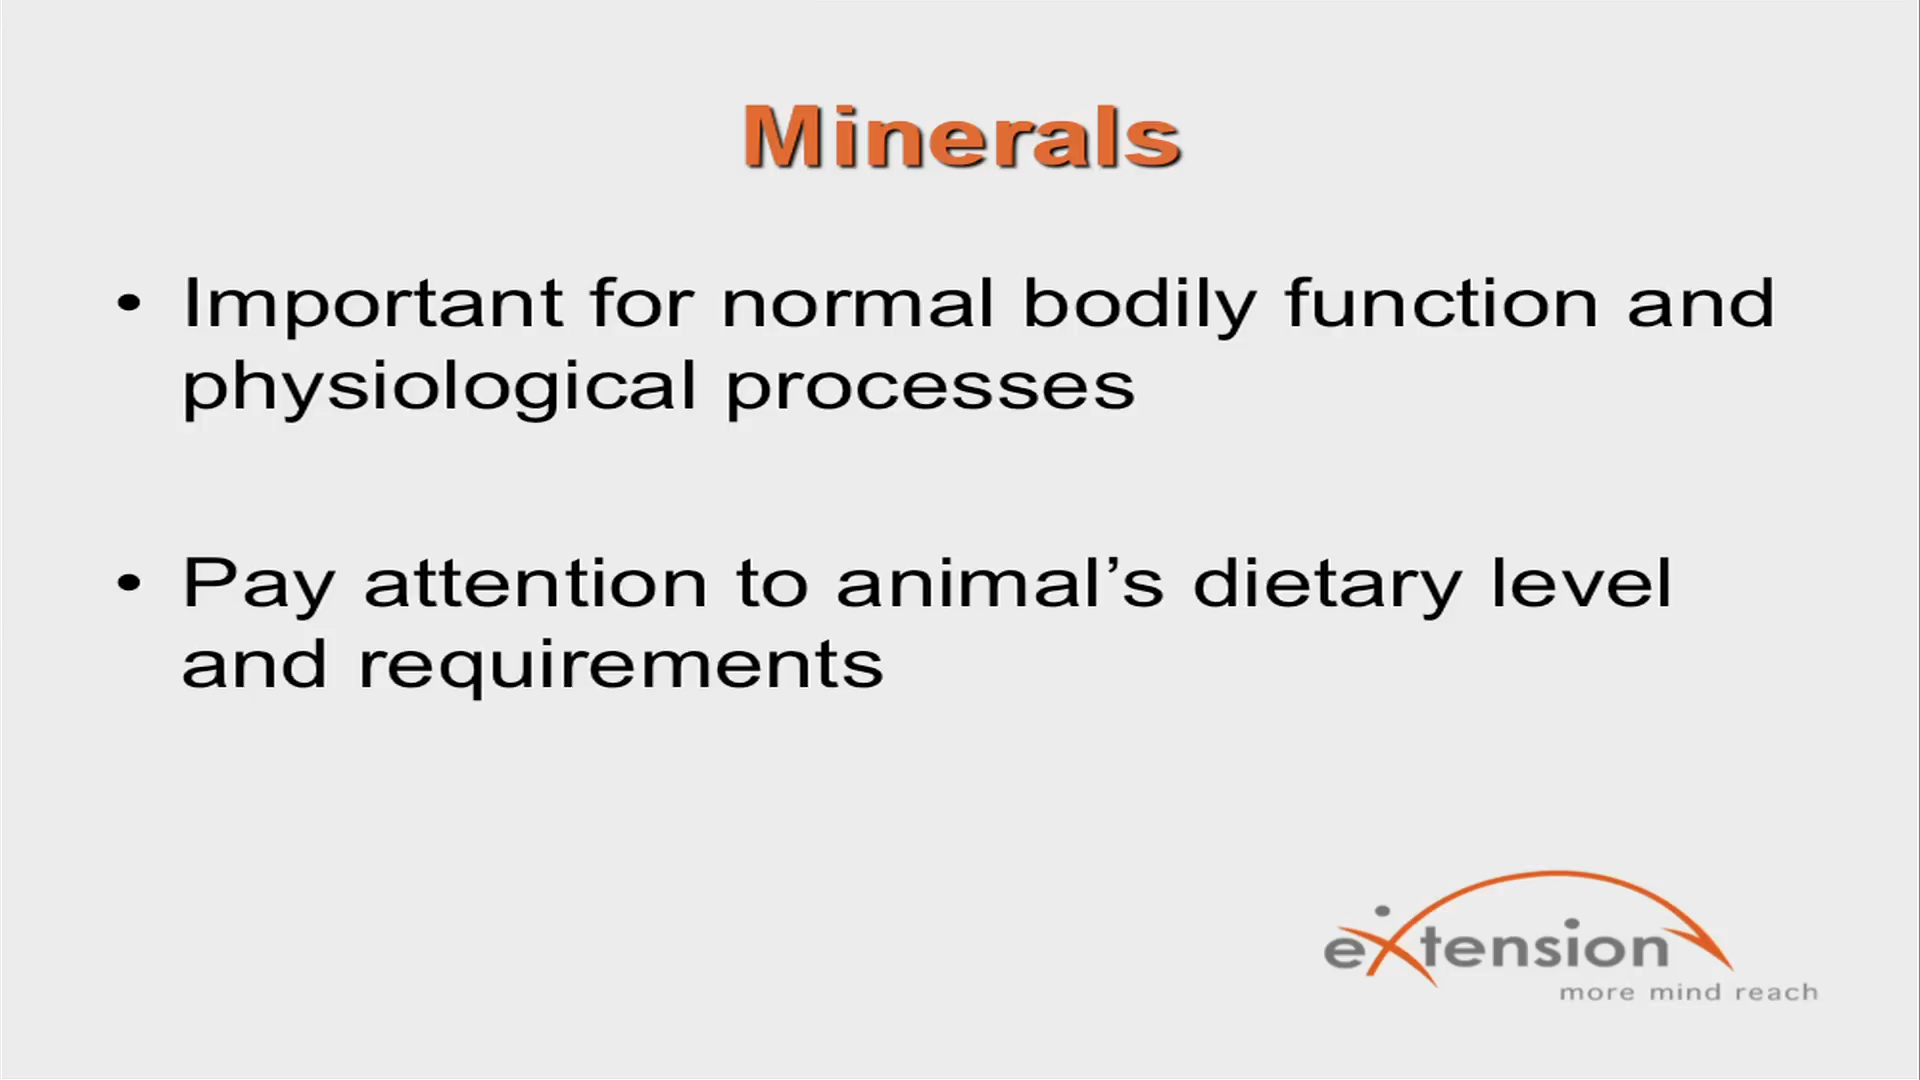 Minerals
• Important for normal bodily function and
physiological processes
• Pay attention to animal’s dietary level
and requirements
eXtension
more mind reach